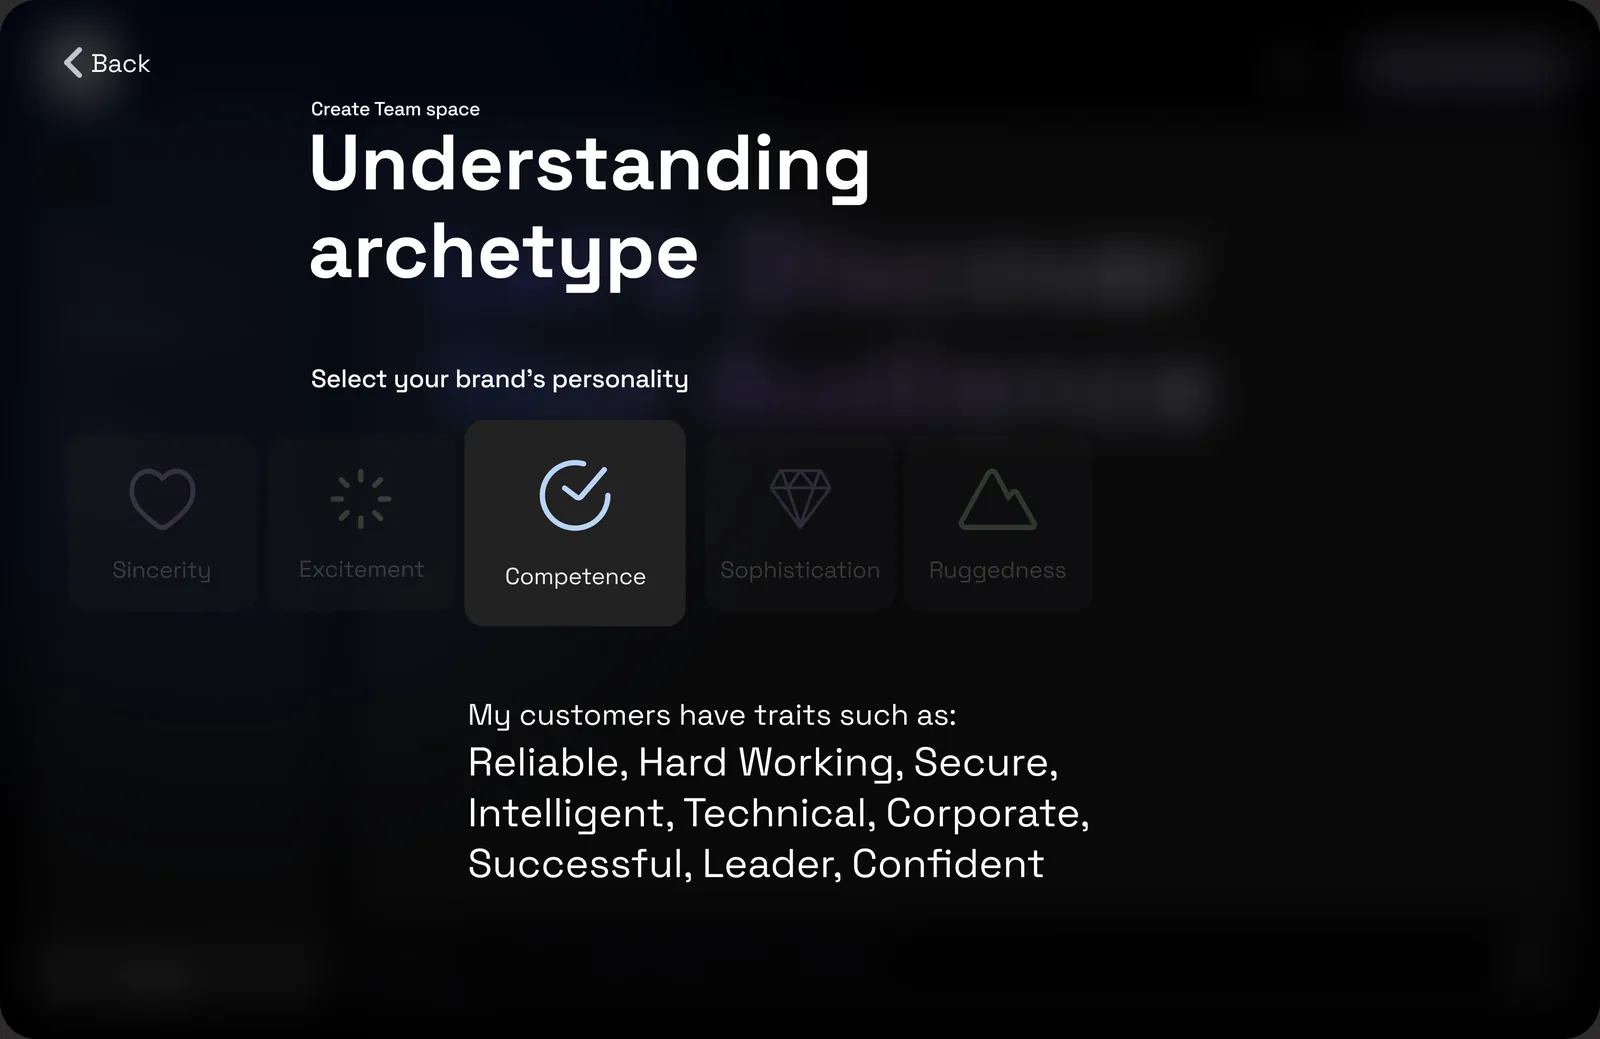 Back
Create Team space
Understanding
archetype
Select your brand's personality
Sincerity
Excitement
Competence
Sophistication
Ruggedness
My customers have traits such as:
Reliable, Hard Working, Secure,
Intelligent, Technical, Corporate,
Successful, Leader, Confident